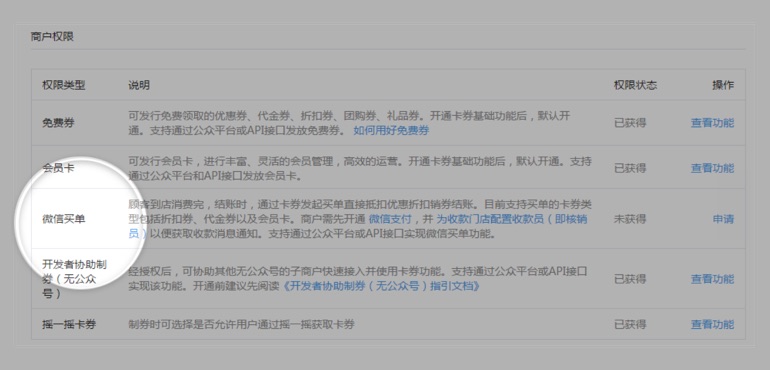 商户权限
权限类型 说明 权限状态 操作
免费券 可发行免费领取的优惠券、代金券、折扣券、团购券、礼品券。开通卡券基础功能后，默认开
通。支持通过公众平台或API接口发放免费券。 如何用好免费券 已获得 查看功能
会员卡 可发行会员卡，进行丰富、灵活的会员管理，高效的运营。开通卡券基础功能后，默认开通。支持
通过公众平台和API接口发放会员卡。 已获得 查看功能
微信买单 顾客到店消费完，结账时，通过卡券发起买单直接抵扣优惠折扣销券结账。目前支持买单的卡券类
型包括折扣券、代金券以及会员卡。商户需先开通 微信支付，并 为收款门店配置收款员（即核销
员）以便获取收款消息通知。支持通过公众平台或API接口实现微信买单功能。 未获得 申请
开发者协助制
券（无公众
号） 经授权后，可协助其他无公众号的子商户快速接入并使用卡券功能。支持通过公众平台或API接口
实现该功能。开通前建议先阅读《开发者协助制券（无公众号）指引文档》 已获得 查看功能
摇一摇卡券 制券时可选择是否允许用户通过摇一摇获取卡券 已获得 查看功能